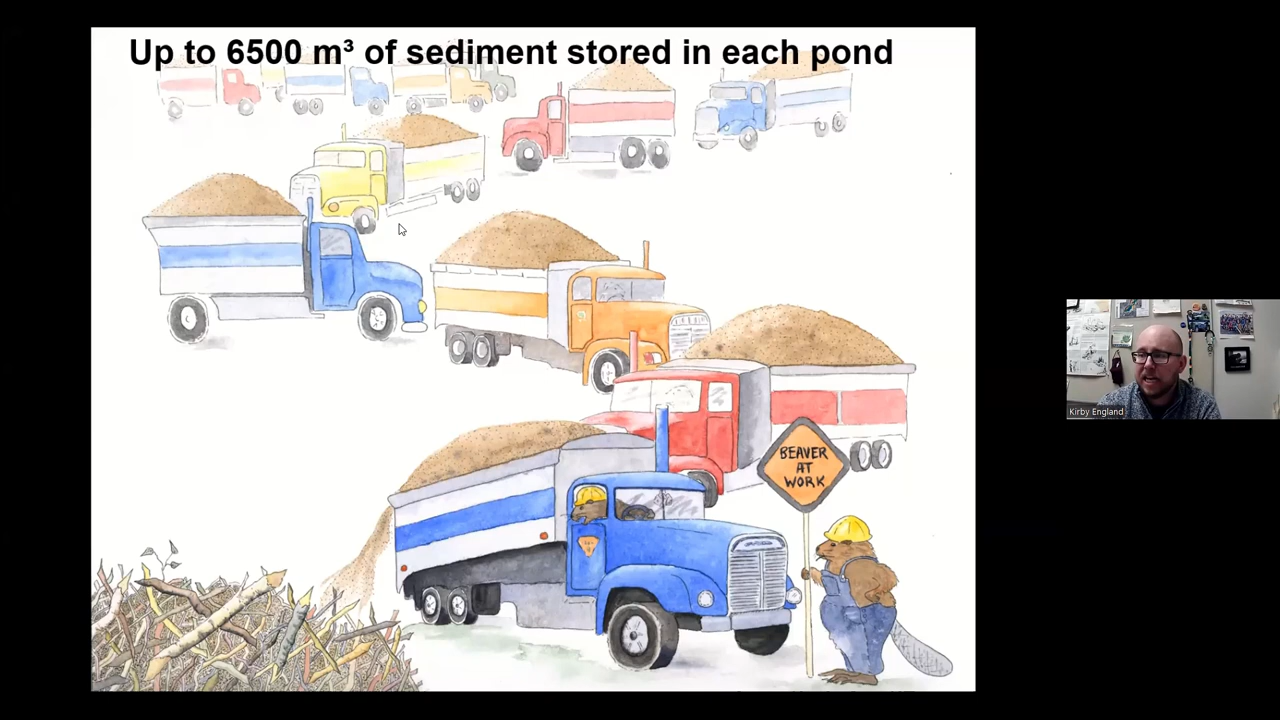 Up to 6500 m³ of sediment stored in each pond
BEAVER
AT
WORK
Kirby England